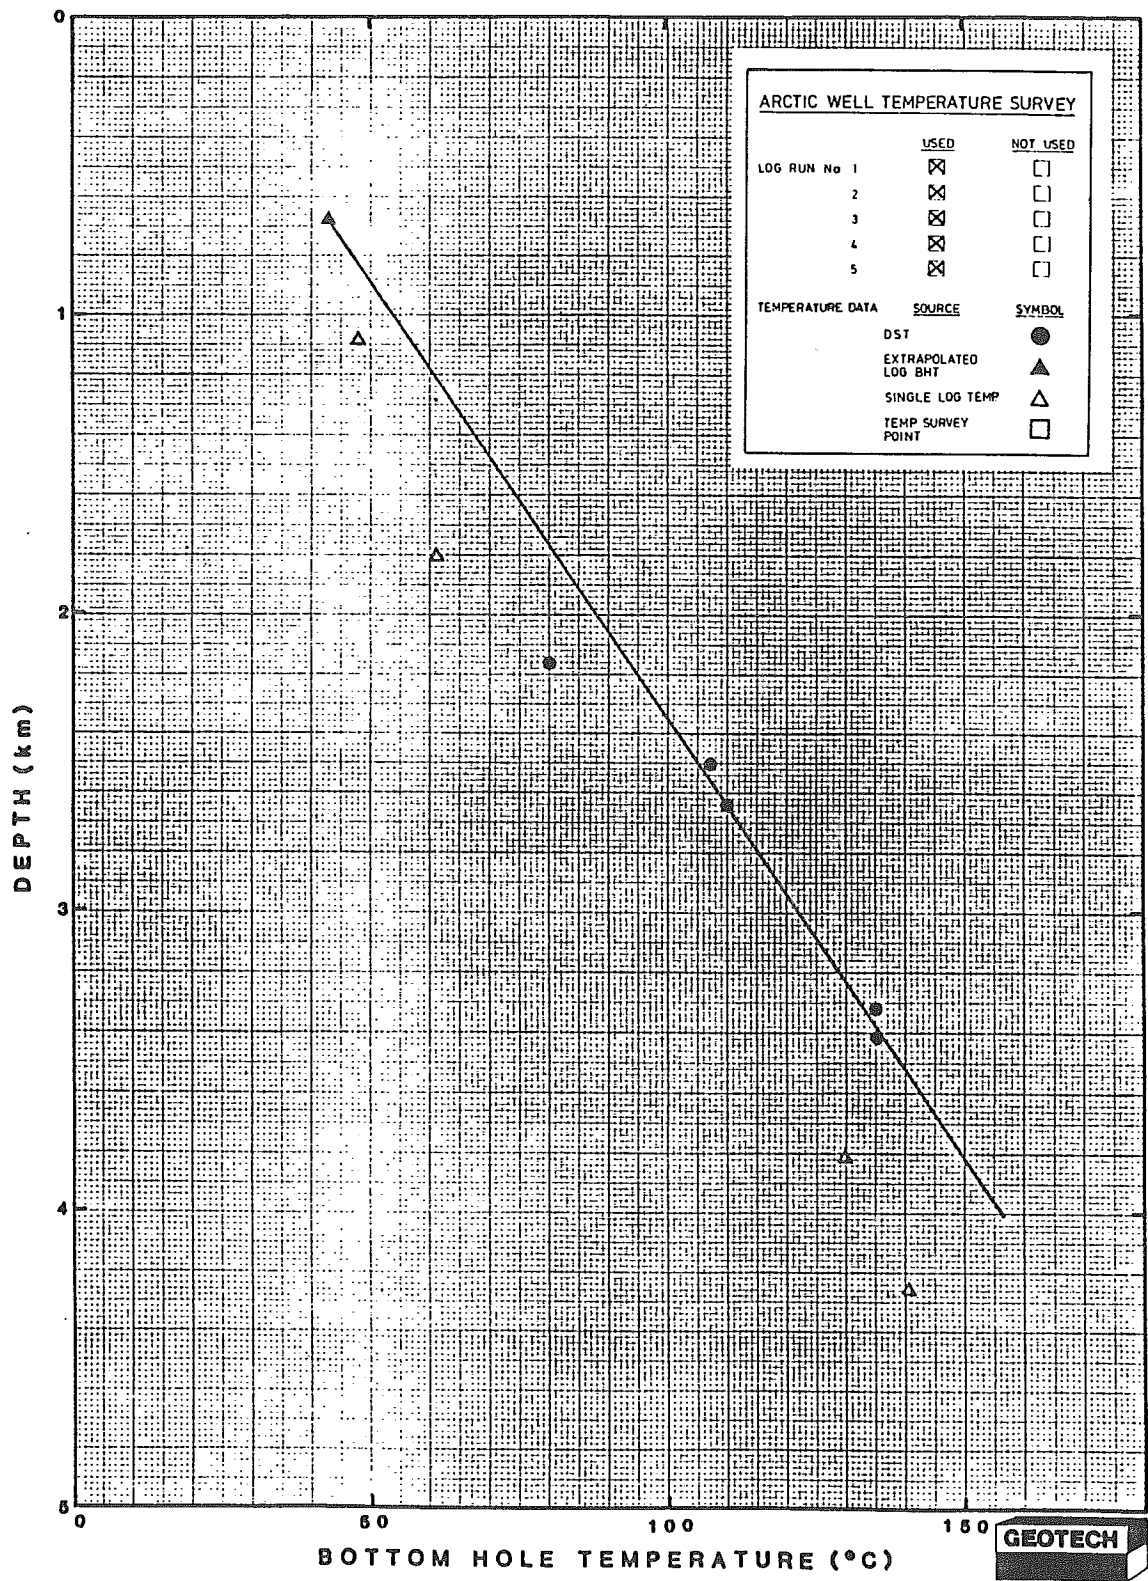 0
ARCTIC WELL TEMPERATURE SURVEY
USED NOT USED
LOG RUN No 1
2
3
4
5
TEMPERATURE DATA SOURCE SYMBOL
DST
EXTRAPOLATED
LOG BHT
SINGLE LOG TEMP
TEMP SURVEY
POINT
1
2
DEPTH (km)
3
4
5
0 50 100 150
BOTTOM HOLE TEMPERATURE (°C)
GEOTECH